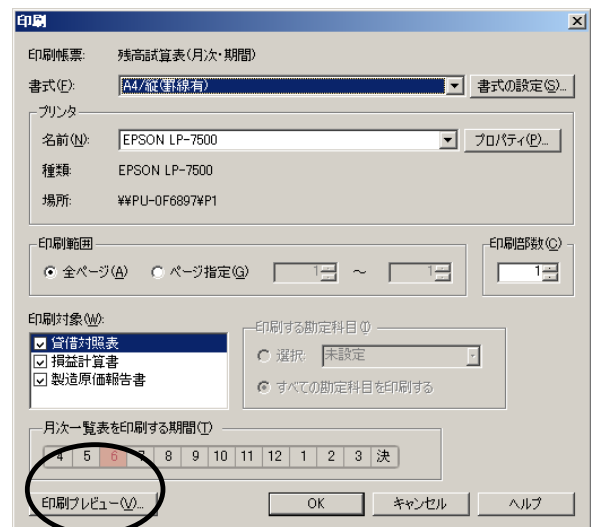 印刷
印刷帳票: 残高試算表(月次・期間)
書式(F): A4/縦(罫線有) 書式の設定(S)...
プリンタ
名前(N): EPSON LP-7500 プロパティ(P)...
種類: EPSON LP-7500
場所: ¥¥PU-0F6897¥P1
印刷範囲 印刷部数(C)
全ページ(A) ページ指定(G) 1 ～ 1 1
印刷対象(W): 印刷する勘定科目(I)
貸借対照表 選択: 未設定
損益計算書
製造原価報告書 すべての勘定科目を印刷する
月次一覧表を印刷する期間(T)
4 5 6 7 8 9 10 11 12 1 2 3 決
印刷プレビュー(V)... OK キャンセル ヘルプ